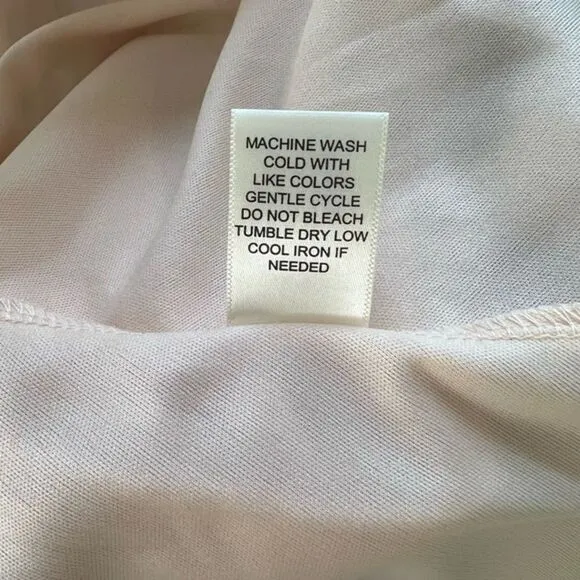 MACHINE WASH
COLD WITH
LIKE COLORS
GENTLE CYCLE
DO NOT BLEACH
TUMBLE DRY LOW
COOL IRON IF
NEEDED